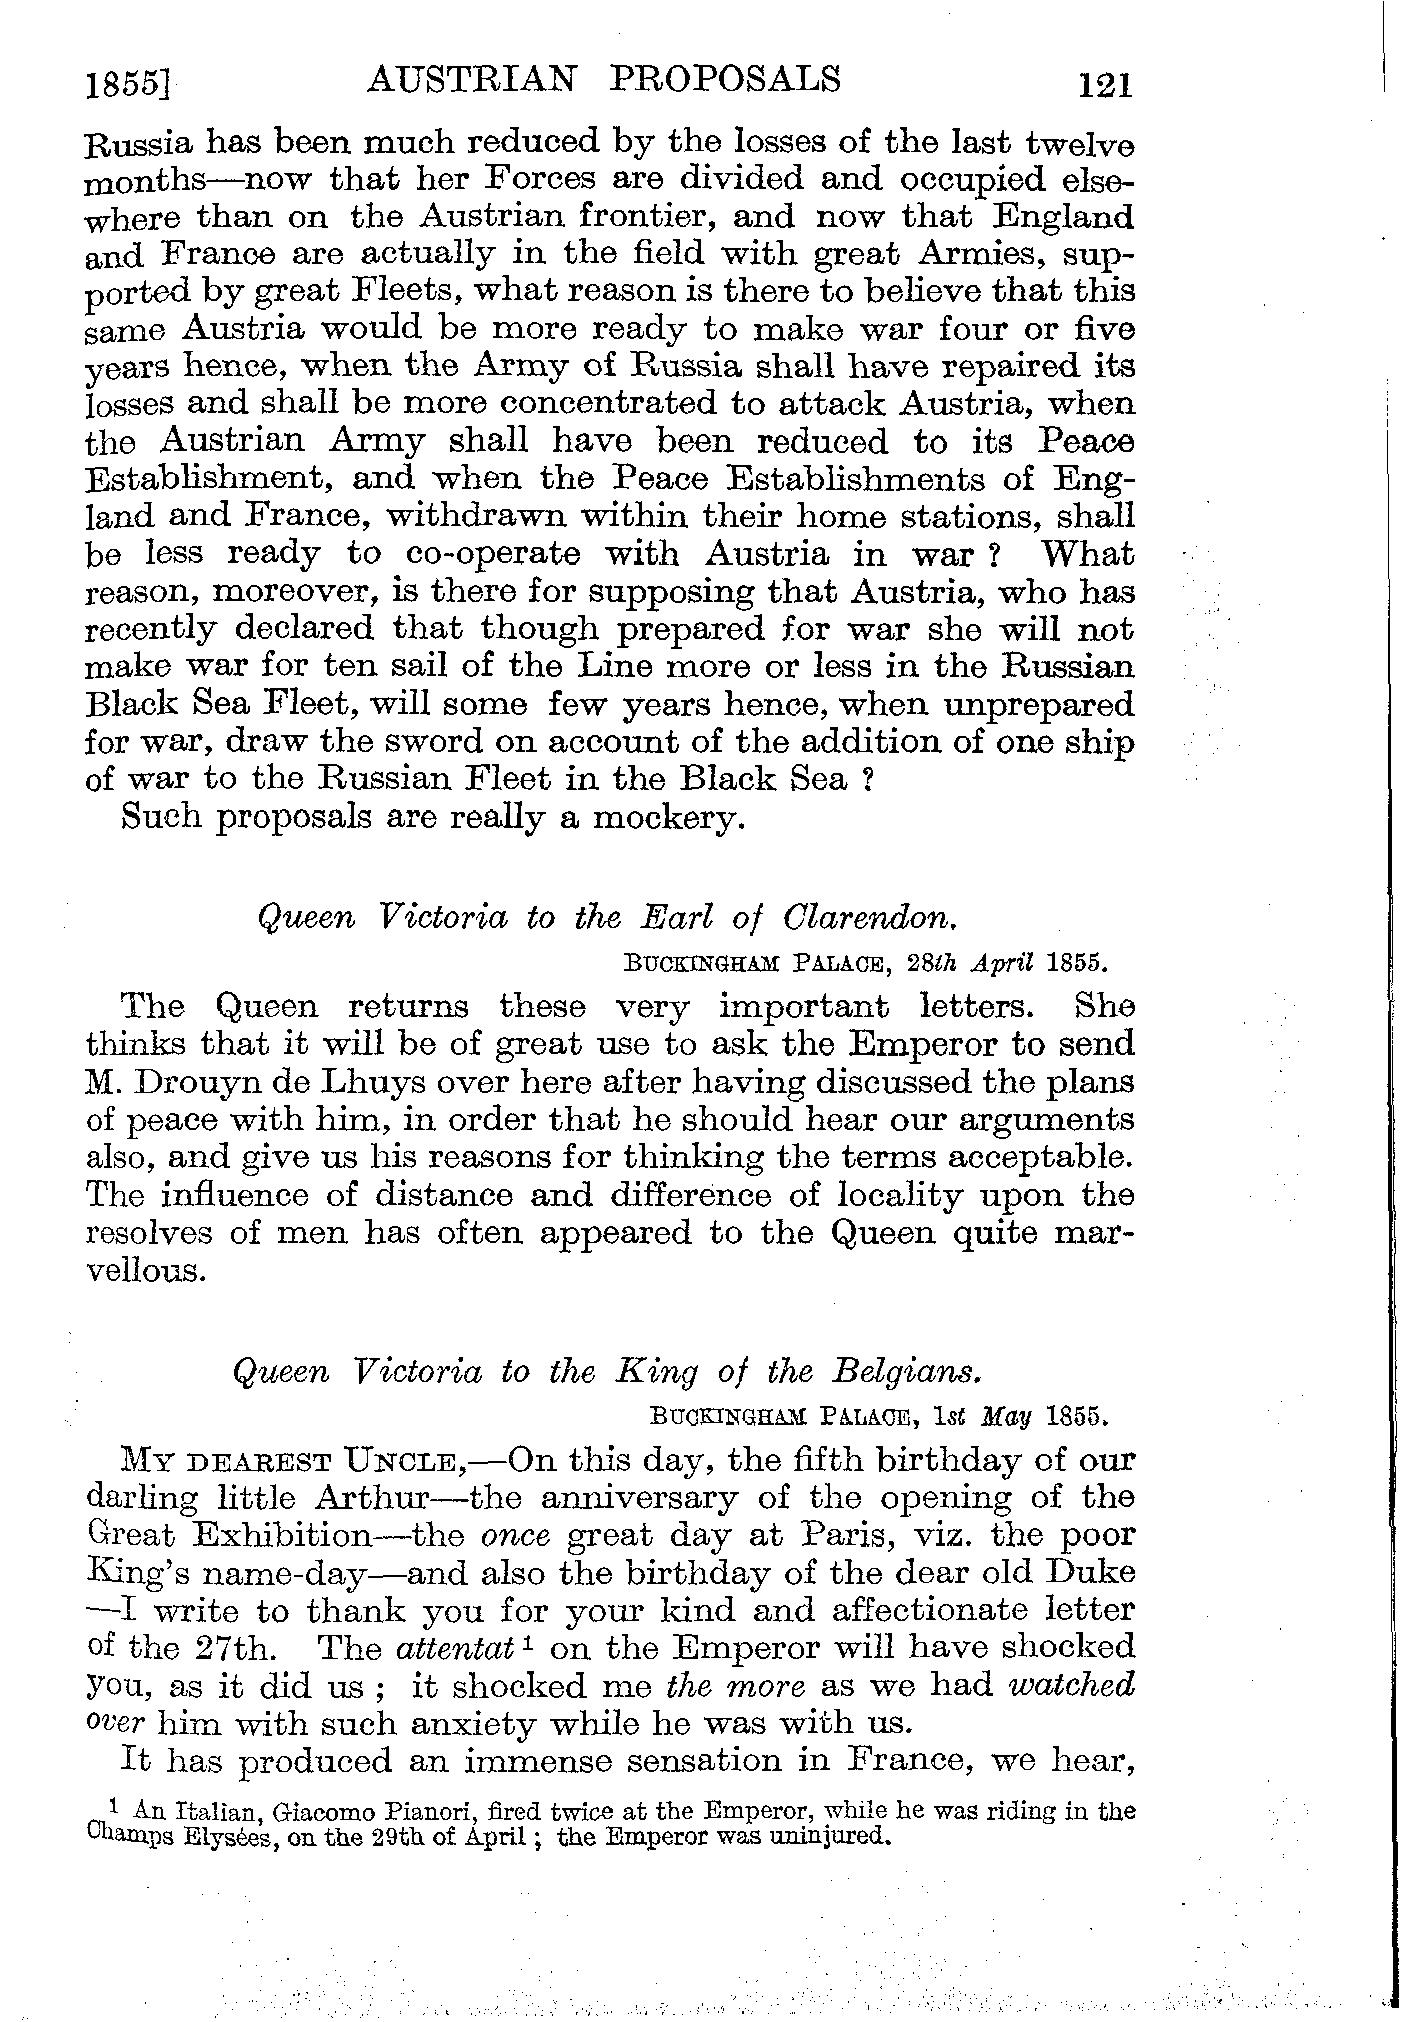 1855] AUSTRIAN PROPOSALS 121
Russia has been much reduced by the losses of the last twelve
months—now that her Forces are divided and occupied else-
where than on the Austrian frontier, and now that England
and France are actually in the field with great Armies, sup-
ported by great Fleets, what reason is there to believe that this
same Austria would be more ready to make war four or five
years hence, when the Army of Russia shall have repaired its
losses and shall be more concentrated to attack Austria, when
the Austrian Army shall have been reduced to its Peace
Establishment, and when the Peace Establishments of Eng-
land and France, withdrawn within their home stations, shall
be less ready to co-operate with Austria in war ? What
reason, moreover, is there for supposing that Austria, who has
recently declared that though prepared for war she will not
make war for ten sail of the Line more or less in the Russian
Black Sea Fleet, will some few years hence, when unprepared
for war, draw the sword on account of the addition of one ship
of war to the Russian Fleet in the Black Sea ?
Such proposals are really a mockery.
Queen Victoria to the Earl of Clarendon.
BUCKINGHAM PALACE, 28th April 1855.
The Queen returns these very important letters. She
thinks that it will be of great use to ask the Emperor to send
M. Drouyn de Lhuys over here after having discussed the plans
of peace with him, in order that he should hear our arguments
also, and give us his reasons for thinking the terms acceptable.
The influence of distance and difference of locality upon the
resolves of men has often appeared to the Queen quite mar-
vellous.
Queen Victoria to the King of the Belgians.
BUCKINGHAM PALACE, 1st May 1855.
MY DEAREST UNCLE,—On this day, the fifth birthday of our
darling little Arthur—the anniversary of the opening of the
Great Exhibition—the once great day at Paris, viz. the poor
King's name-day—and also the birthday of the dear old Duke
—I write to thank you for your kind and affectionate letter
of the 27th. The attentat 1 on the Emperor will have shocked
you, as it did us ; it shocked me the more as we had watched
over him with such anxiety while he was with us.
It has produced an immense sensation in France, we hear,
1 An Italian, Giacomo Pianori, fired twice at the Emperor, while he was riding in the
Champs Elysées, on the 29th of April ; the Emperor was uninjured.